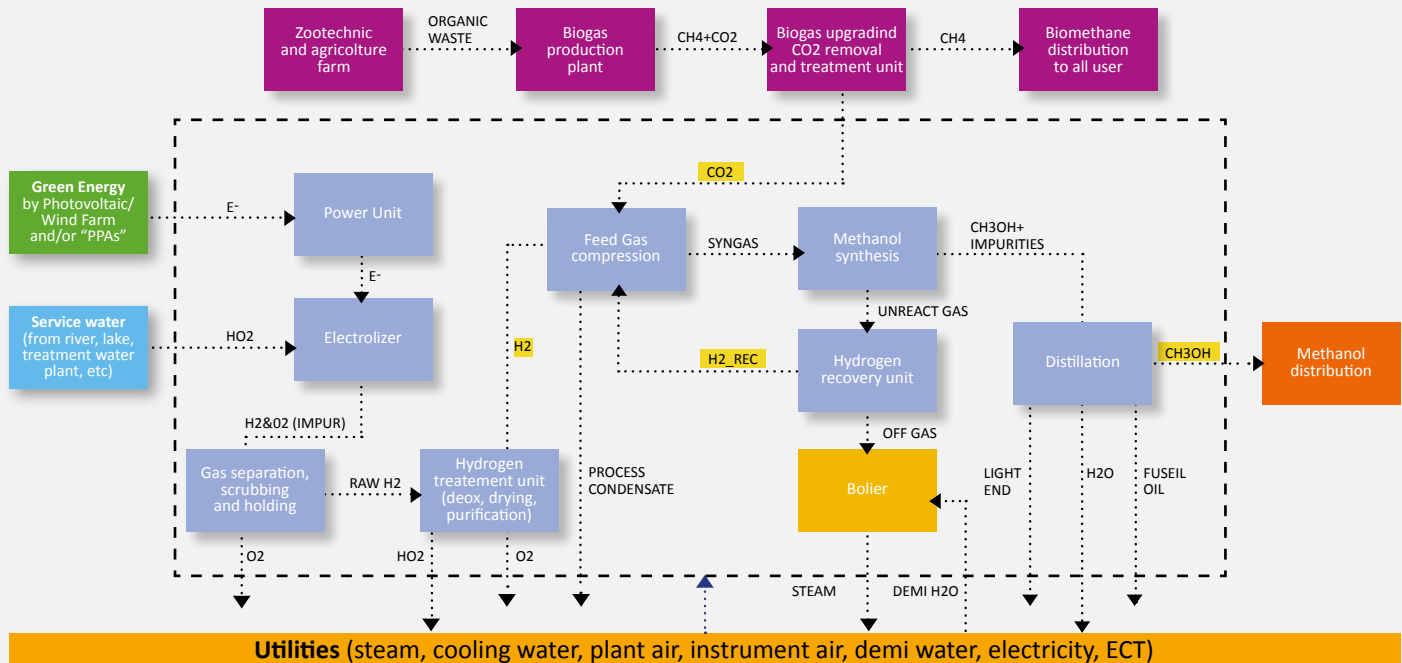 Zootechnic
and agricolture
farm
ORGANIC
WASTE
Biogas
production
plant
CH4+CO2
Biogas upgradind
CO2 removal
and treatment unit
CH4
Biomethane
distribution
to all user
Green Energy
by Photovoltaic/
Wind Farm
and/or “PPAs”
E-
Power Unit
E-
CO2
Feed Gas
compression
SYNGAS
Methanol
synthesis
CH3OH+
IMPURITIES
Service water
(from river, lake,
treatment water
plant, etc)
HO2
Electrolizer
H2
UNREACT GAS
H2_REC
Hydrogen
recovery unit
Distillation
CH3OH
Methanol
distribution
H2&02 (IMPUR)
OFF GAS
Gas separation,
scrubbing
and holding
RAW H2
Hydrogen
treatement unit
(deox, drying,
purification)
PROCESS
CONDENSATE
Bolier
LIGHT
END
H2O
FUSEIL
OIL
O2
HO2
O2
STEAM
DEMI H2O
Utilities (steam, cooling water, plant air, instrument air, demi water, electricity, ECT)